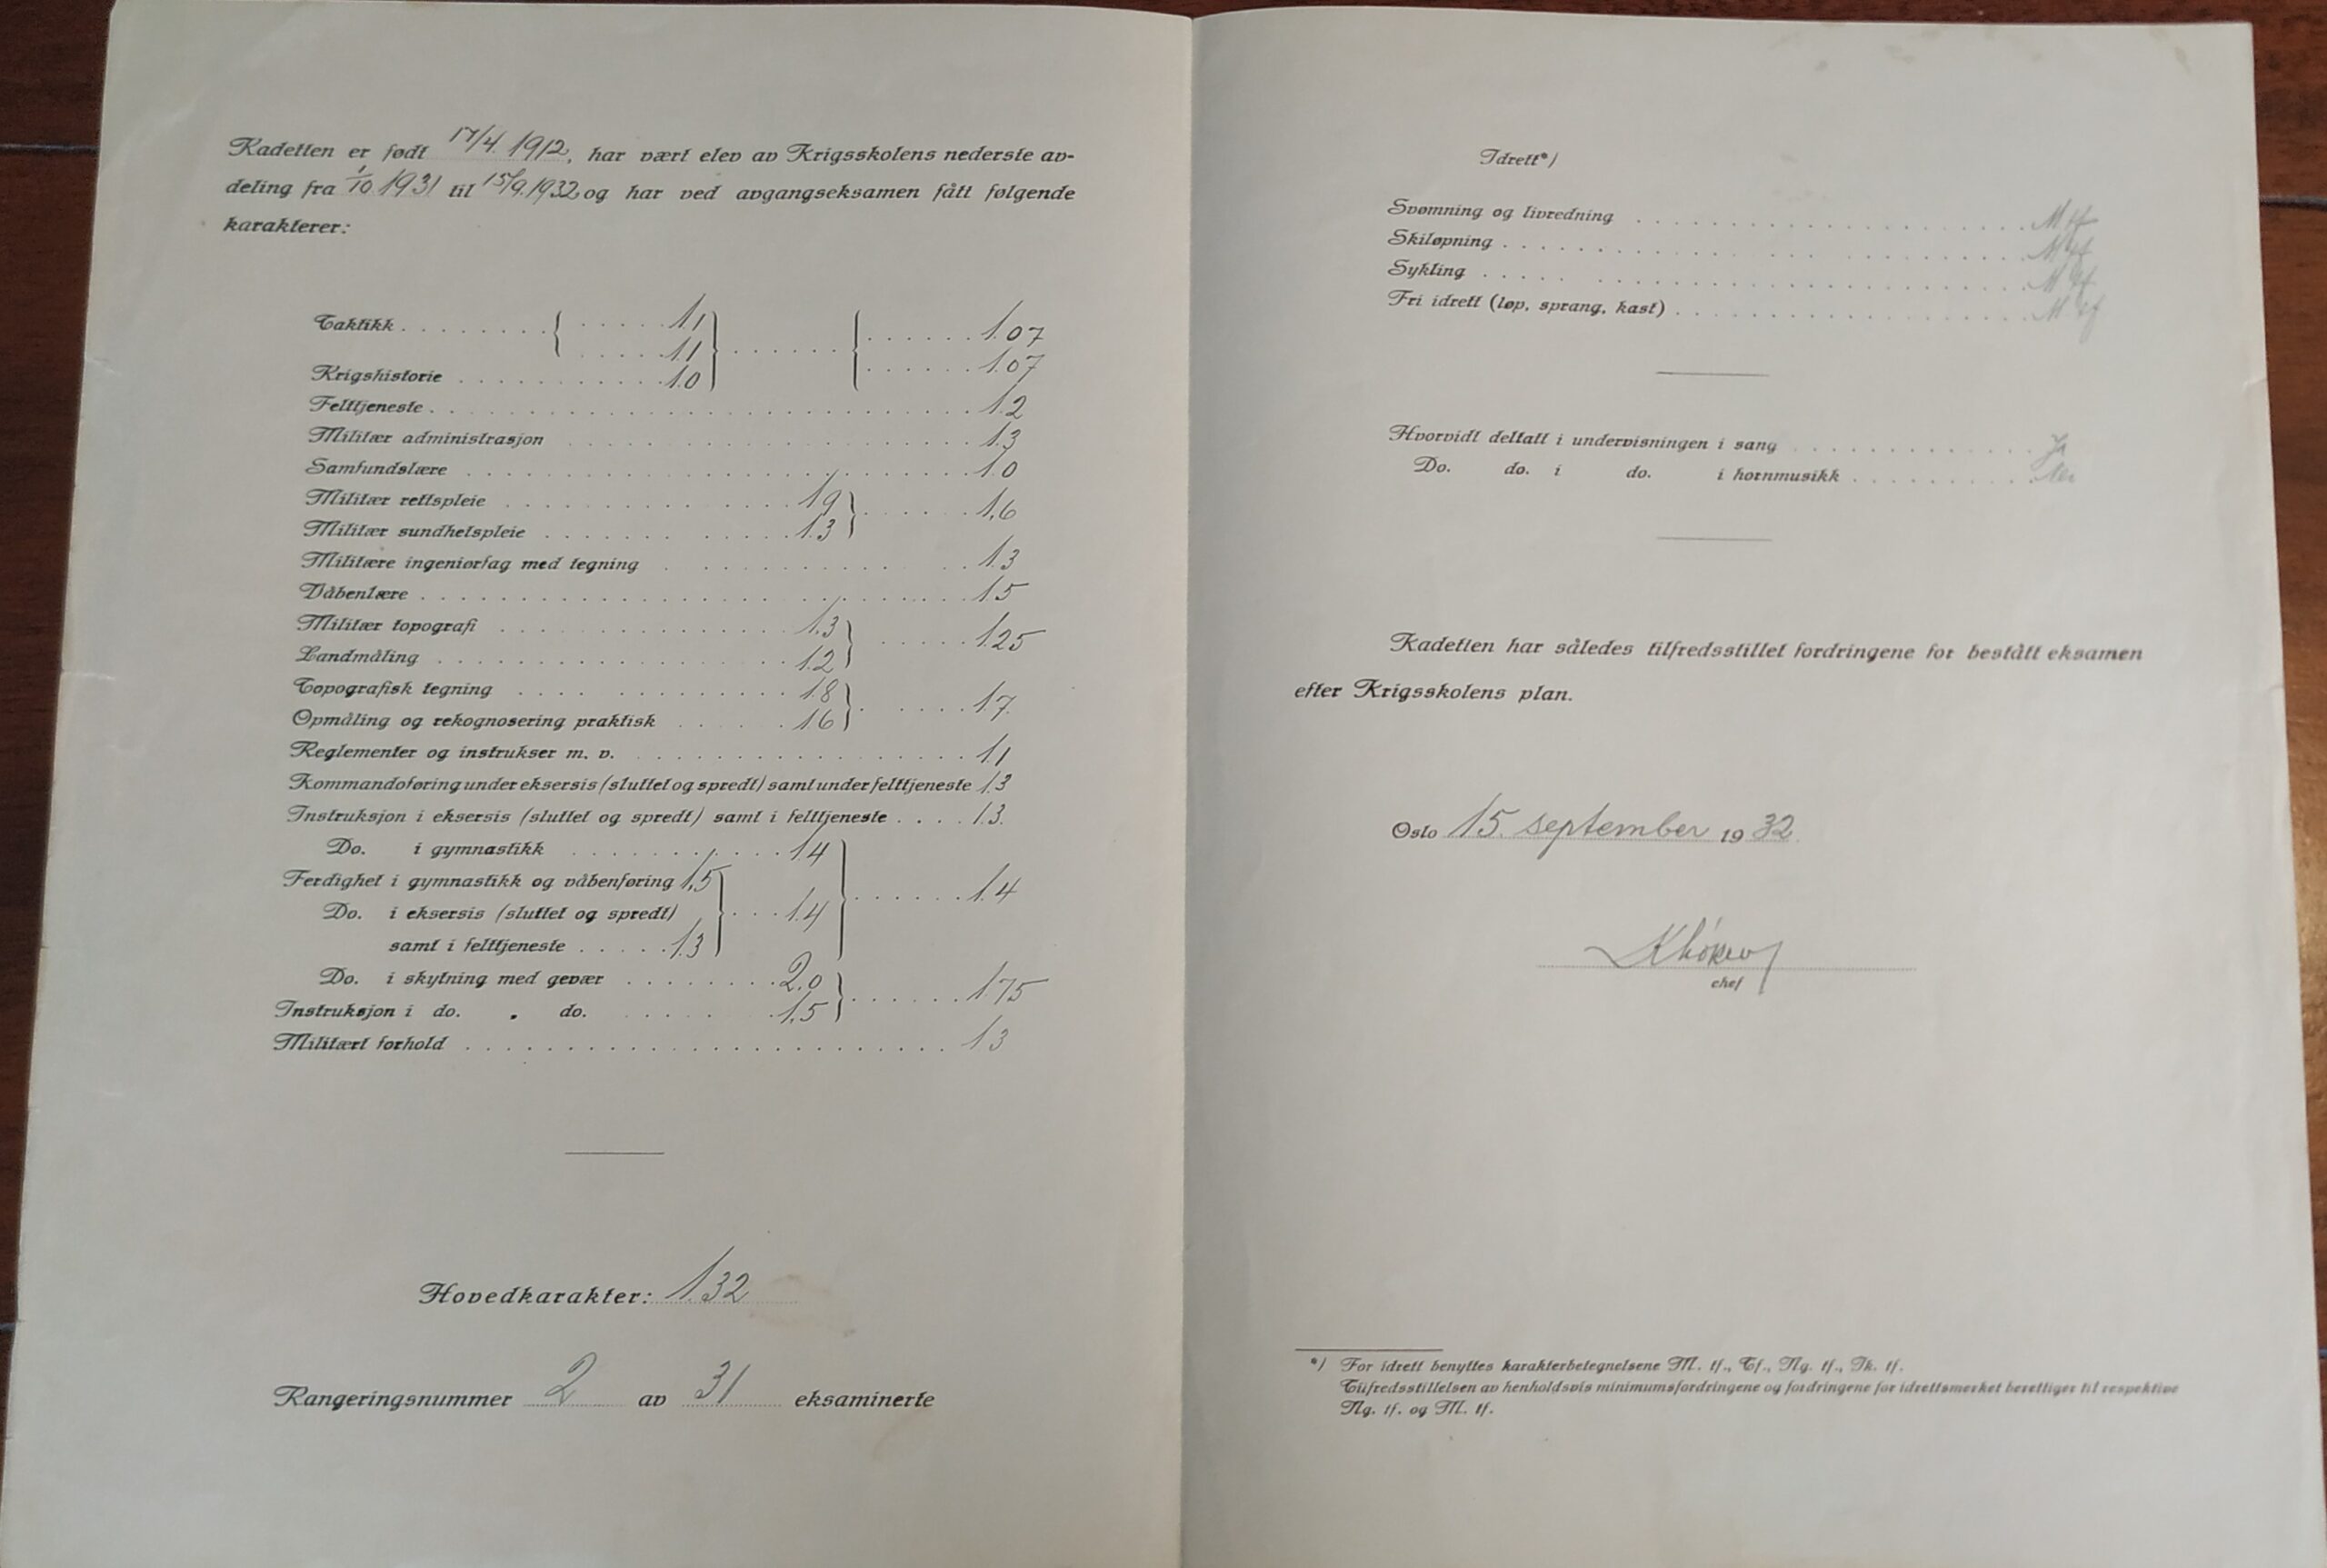 Kadetten er født 17/4 1912, har vært elev av Krigsskolens nederste av-
deling fra 1/10 1931 til 15/9 1932 og har ved avgangseksamen fått følgende
karakterer:
Taktikk . . . . . . . . { . . . . . 1.1 } . . . . . . { . . . . . . 1.07
. . . . . 1.1 . . . . . . 1.07
Krigshistorie . . . . . . . . . . . 1.0
Felttjeneste . . . . . . . . . . 1.2
Militær administrasjon . . . . . . . . . . 1.3
Samfundslære . . . . . . . . . . 1.0
Militær rettspleie . . . . . . . . . . 1.9 } . . . . . . 1.6
Militær sundhetspleie . . . . . . . . . . 1.3
Militære ingeniørfag med tegning . . . . . . . . . . 1.3
Våbenlære . . . . . . . . . . 1.5
Militær topografi . . . . . . . . . . 1.3 } . . . . . 1.25
Landmåling . . . . . . . . . . 1.2
Topografisk tegning . . . . . . . . . . 1.8 } . . . . . 1.7
Opmåling og rekognosering praktisk . . . . . 1.6
Reglementer og instrukser m. v. . . . . . . . . . . 1.1
Kommandoføring under eksersis (sluttet og spredt) samt under felttjeneste 1.3
Instruksjon i eksersis (sluttet og spredt) samt i felttjeneste . . . . 1.3
Do. i gymnastikk . . . . . . . . . . 1.4
Ferdighet i gymnastikk og våbenføring 1.5 } . . . 1.4 } . . . . . . 1.4
Do. i eksersis (sluttet og spredt)
samt i felttjeneste . . . . . 1.3
Do. i skytning med gevær . . . . . . . . 2.0 } . . . . . . 1.75
Instruksjon i do. „ do. . . . . . . 1.5
Militært forhold . . . . . . . . . . 1.3
Hovedkarakter: 1.32
Rangeringsnummer 2 av 31 eksaminerte
Idrett*)
Svømning og livredning . . . . . . . . . . M tf
Skiløpning . . . . . . . . . . M tf
Sykling . . . . . . . . . . M tf
Fri idrett (løp, sprang, kast) . . . . . . . . . . M tf
Hvorvidt deltatt i undervisningen i sang . . . . . . . . . . Ja
Do. do. i do. i hornmusikk . . . . . . . . . .
Kadetten har således tilfredsstillet fordringene for bestått eksamen
efter Krigsskolens plan.
Oslo 15. september 1932.
chef
*) For idrett benyttes karakterbetegnelsene M. tf., Tf., Ng. tf., Ik. tf.
Tilfredsstillelsen av henholdsvis minimumsfordringene og fordringene for idrettsmerket berettiger til respektive
Ng. tf. og M. tf.